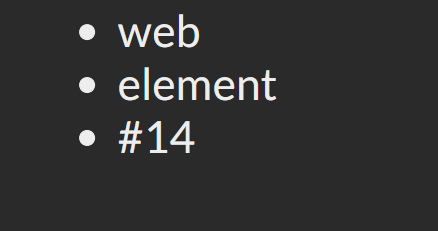 • web
• element
• #14